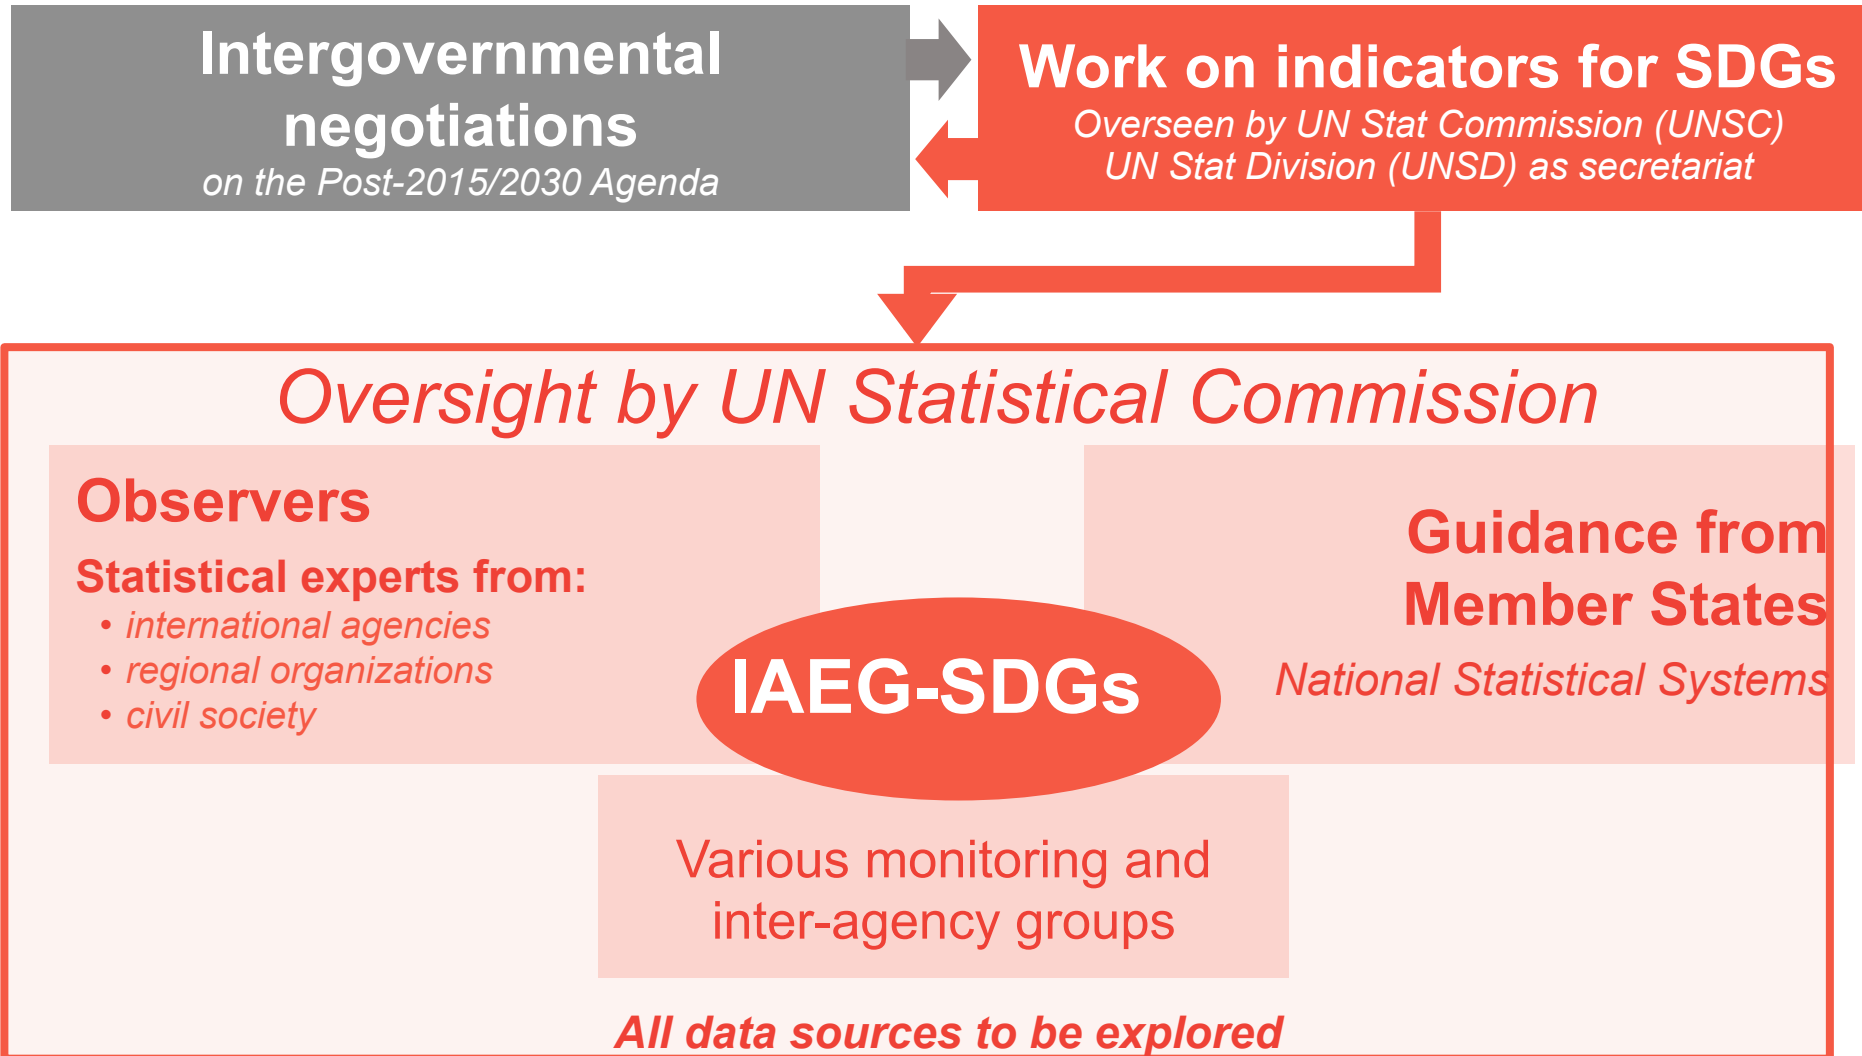 Intergovernmental
negotiations
on the Post-2015/2030 Agenda
Work on indicators for SDGs
Overseen by UN Stat Commission (UNSC)
UN Stat Division (UNSD) as secretariat
Oversight by UN Statistical Commission
Observers
Statistical experts from:
• international agencies
• regional organizations
• civil society
Guidance from
Member States
National Statistical Systems
IAEG-SDGs
Various monitoring and
inter-agency groups
All data sources to be explored